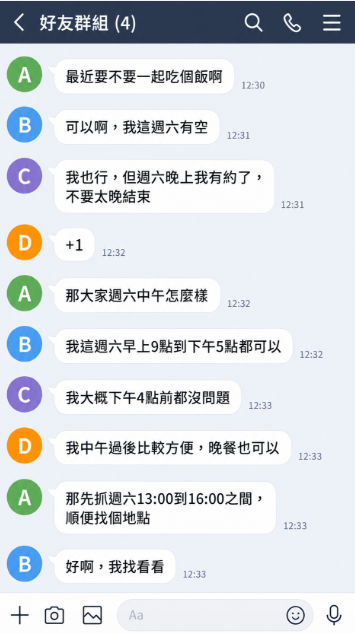 好友群組 (4)
A
最近要不要一起吃個飯啊
12:30
B
可以啊，我這週六有空
12:31
C
我也行，但週六晚上我有約了，
不要太晚結束
12:31
D
+1
12:32
A
那大家週六中午怎麼樣
12:32
B
我這週六早上9點到下午5點都可以
12:32
C
我大概下午4點前都沒問題
12:33
D
我中午過後比較方便，晚餐也可以
12:33
A
那先抓週六13:00到16:00之間，
順便找個地點
12:33
B
好啊，我找看看
12:33
Aa